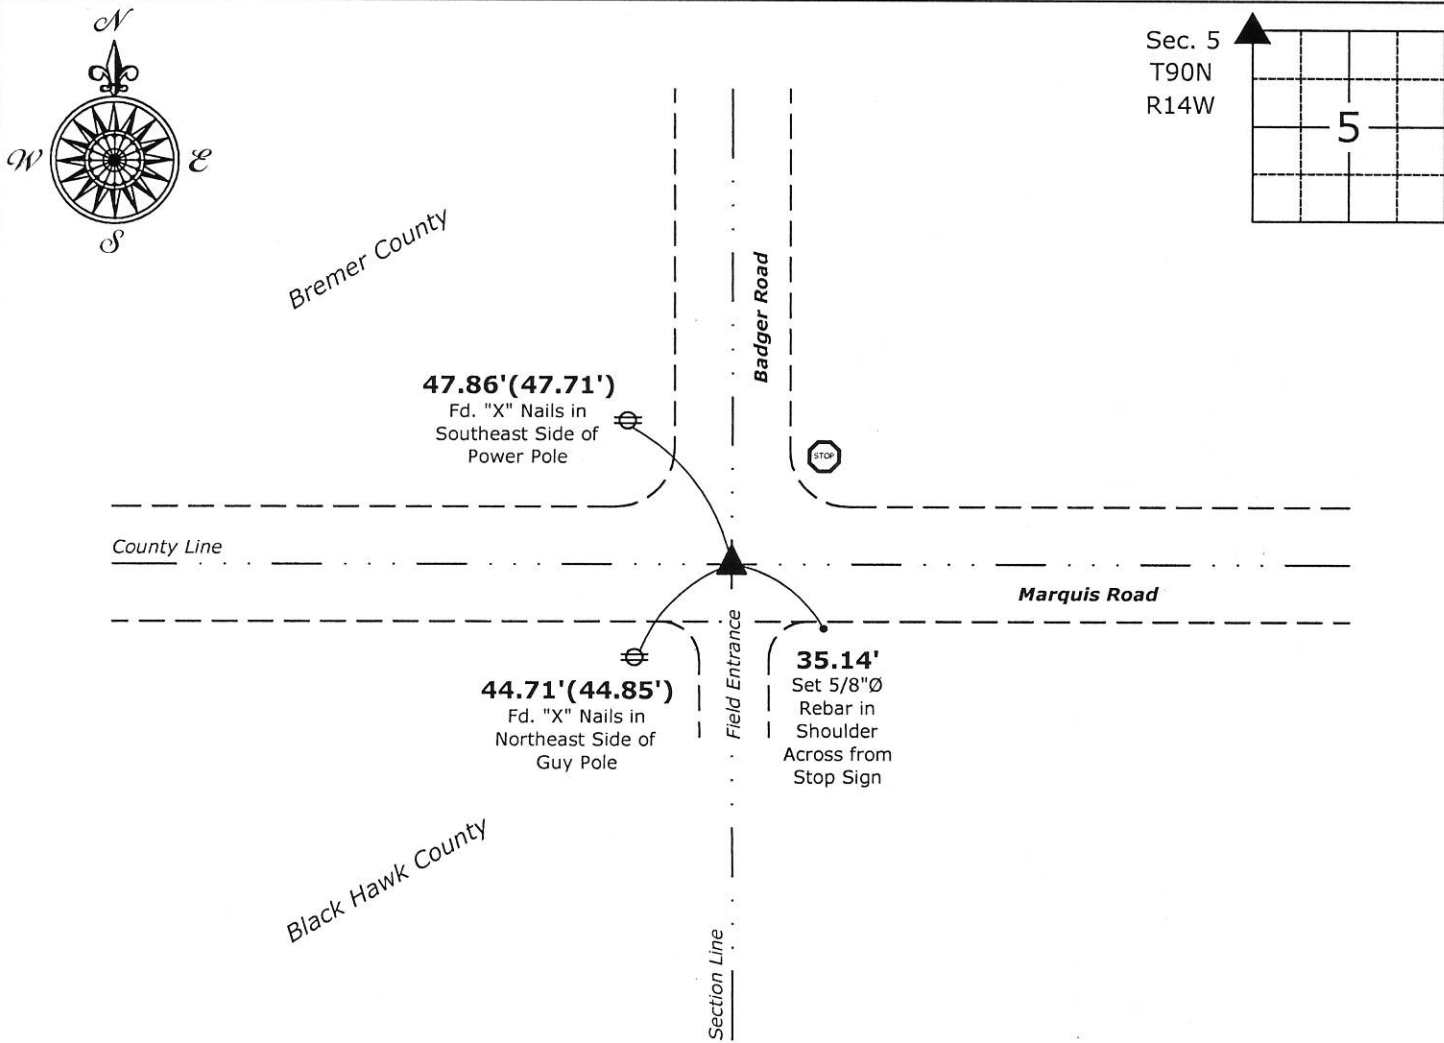 N
W
E
S
Sec. 5
T90N
R14W
5
Bremer County
Badger Road
47.86'(47.71')
Fd. "X" Nails in
Southeast Side of
Power Pole
STOP
County Line
Marquis Road
Field Entrance
44.71'(44.85')
Fd. "X" Nails in
Northeast Side of
Guy Pole
35.14'
Set 5/8"Ø
Rebar in
Shoulder
Across from
Stop Sign
Black Hawk County
Section Line